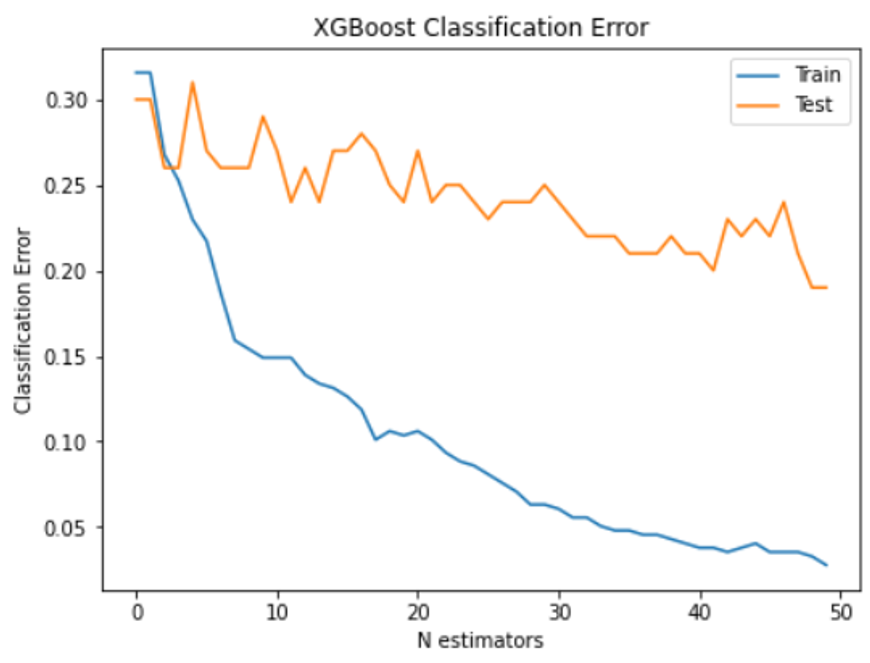 XGBoost Classification Error
Train
Test
Classification Error
0.30
0.25
0.20
0.15
0.10
0.05
0 10 20 30 40 50
N estimators